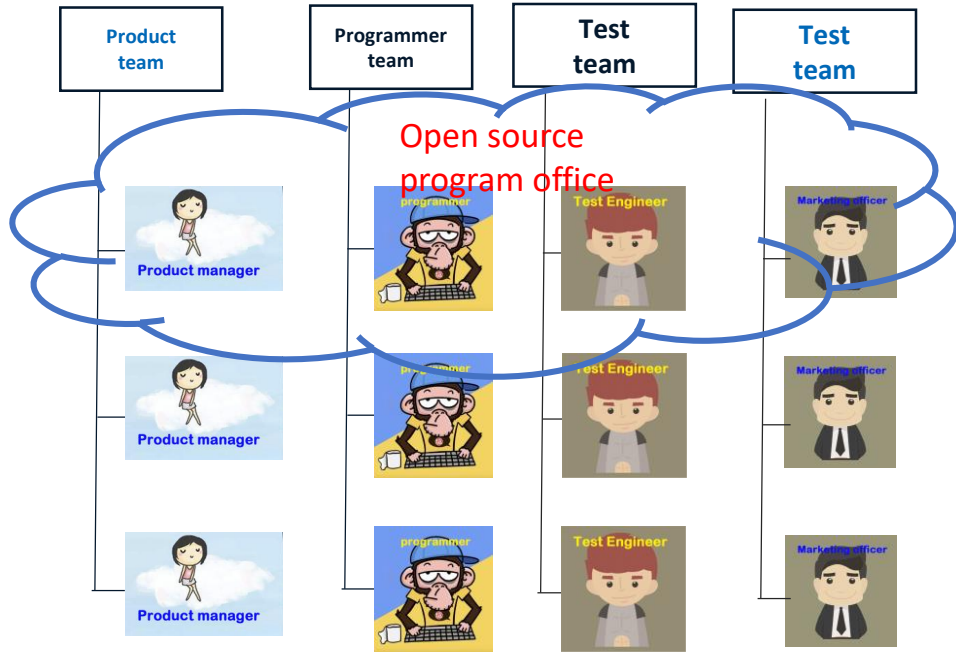 Product
team
Programmer
team
Test
team
Test
team
Open source
program office
Product manager
programmer
Test Engineer
Marketing officer
Product manager
programmer
Test Engineer
Marketing officer
Product manager
programmer
Test Engineer
Marketing officer